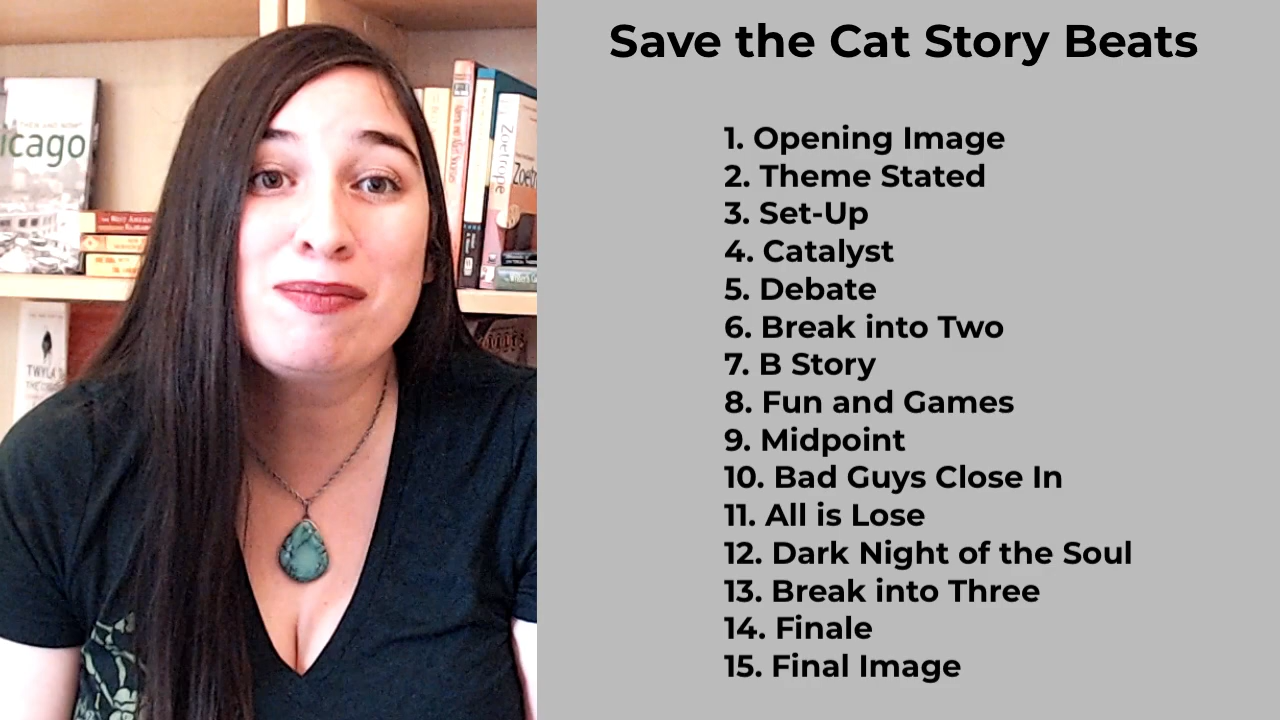 Save the Cat Story Beats
1. Opening Image
2. Theme Stated
3. Set-Up
4. Catalyst
5. Debate
6. Break into Two
7. B Story
8. Fun and Games
9. Midpoint
10. Bad Guys Close In
11. All is Lose
12. Dark Night of the Soul
13. Break into Three
14. Finale
15. Final Image
icago
Zoetrope
Zoetr
TWYLA